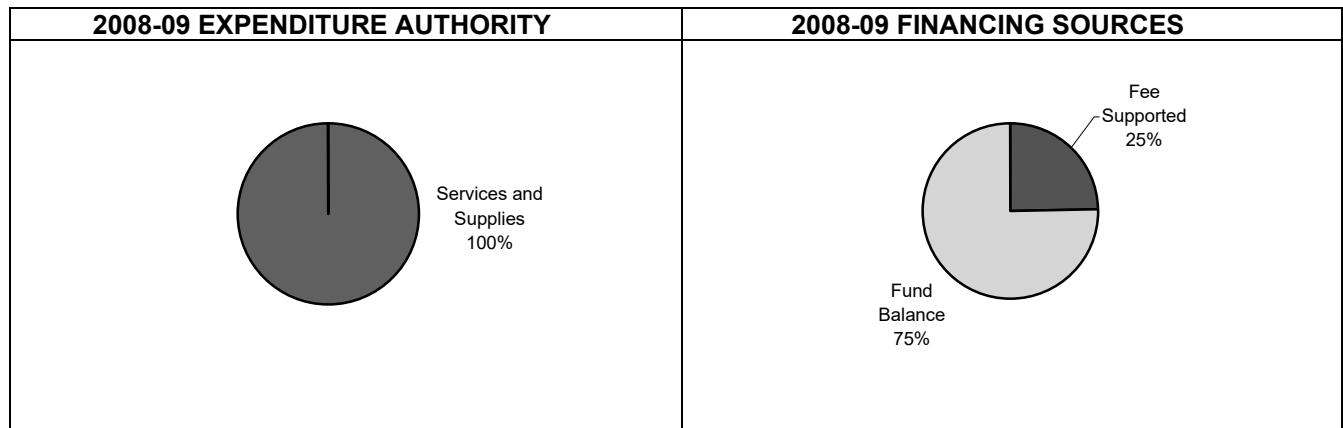 2008-09 EXPENDITURE AUTHORITY
Services and
Supplies
100%
2008-09 FINANCING SOURCES
Fee
Supported
25%
Fund
Balance
75%